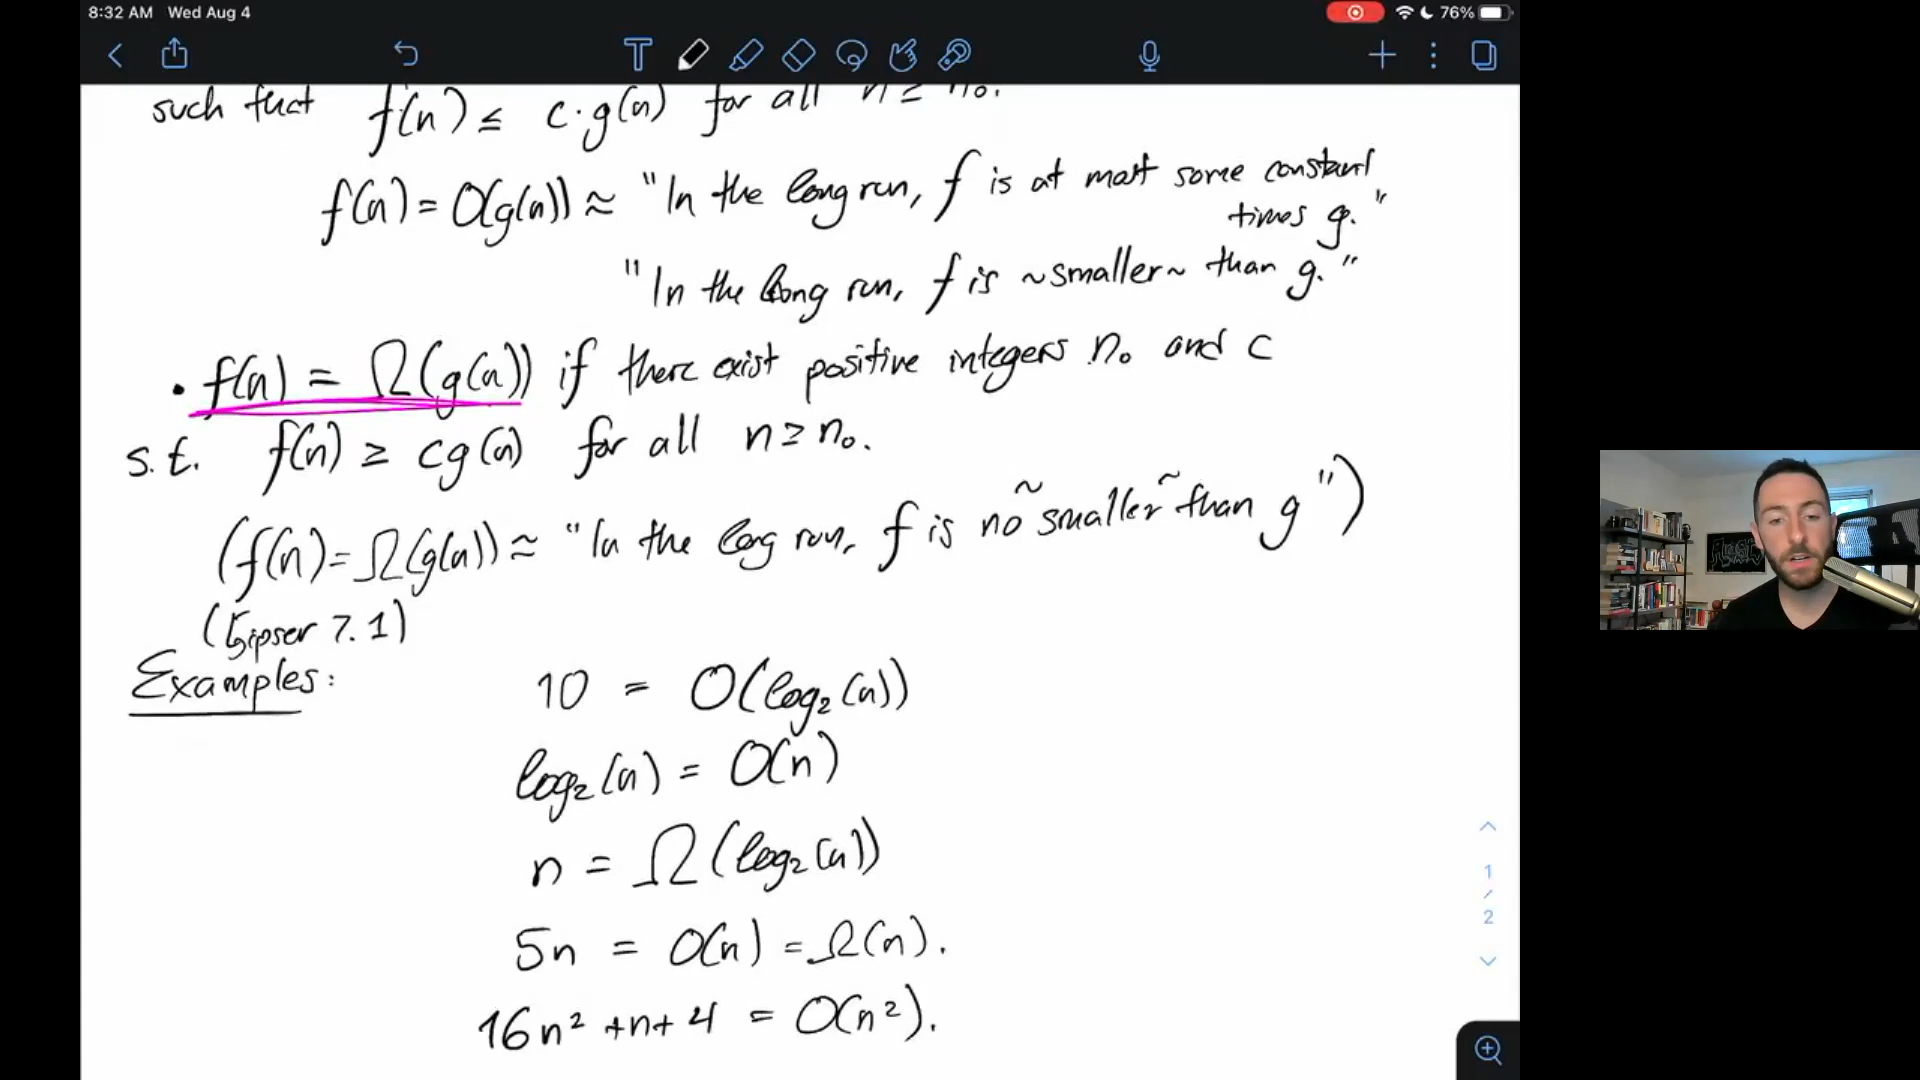 8:32 AM Wed Aug 4
76%
such that f(n) ≤ c·g(n) for all n ≥ n₀.
f(n) = O(g(n)) ≈ "In the long run, f is at most some constant
times g."
"In the long run, f is ~smaller~ than g."
• f(n) = Ω(g(n)) if there exist positive integers n₀ and c
s.t. f(n) ≥ cg(n) for all n ≥ n₀.
(f(n) = Ω(g(n)) ≈ "In the long run, f is no ~smaller~ than g")
(Sipser 7.1)
Examples: 10 = O(log₂(n))
log₂(n) = O(n)
n = Ω(log₂(n))
5n = O(n) = Ω(n).
16n² + n + 4 = O(n²).
1
/
2